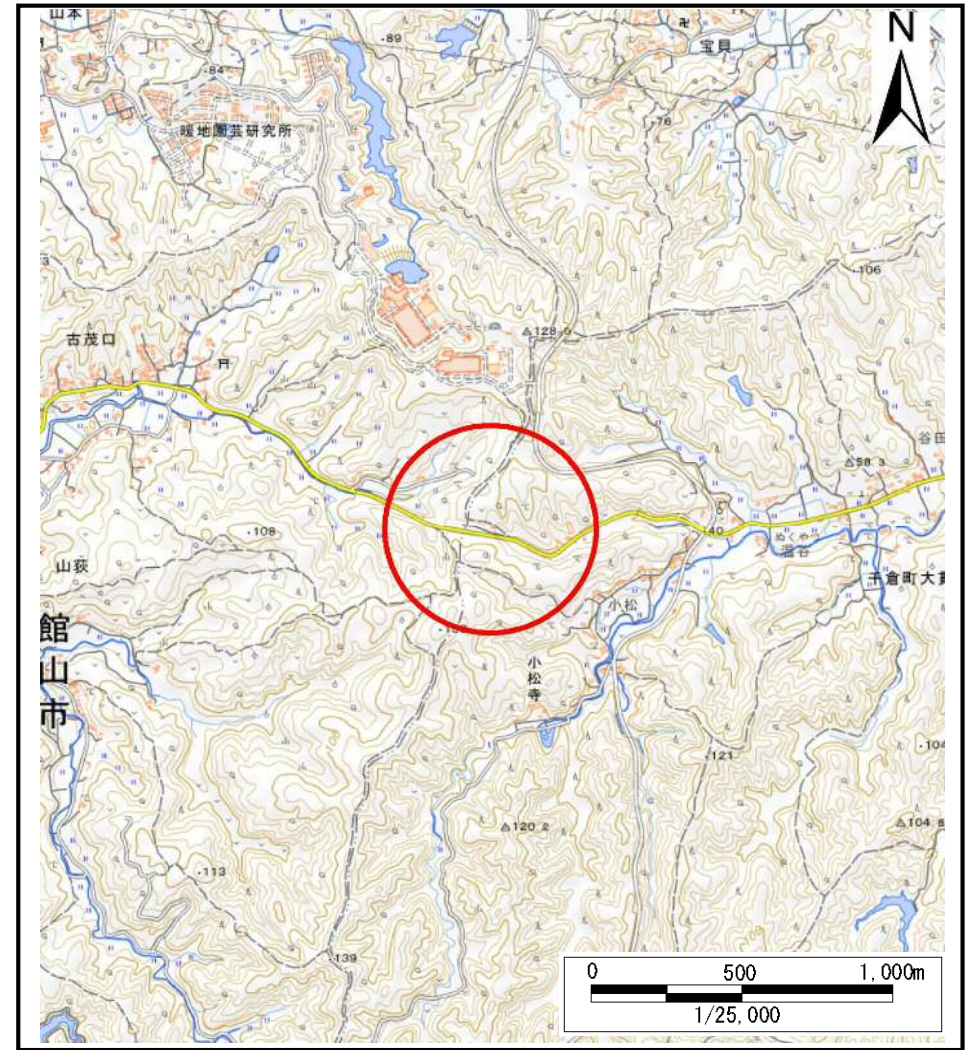 山本
89
宝貝
N
84
76
暖地園芸研究所
106
古茂口
128.0
谷田
58.3
108
140
ぬくやつ
温谷
山荻
千倉町大貫
小松
館山市
小松寺
121
104
120.2
104.8
113
139
0 500 1,000m
1/25,000